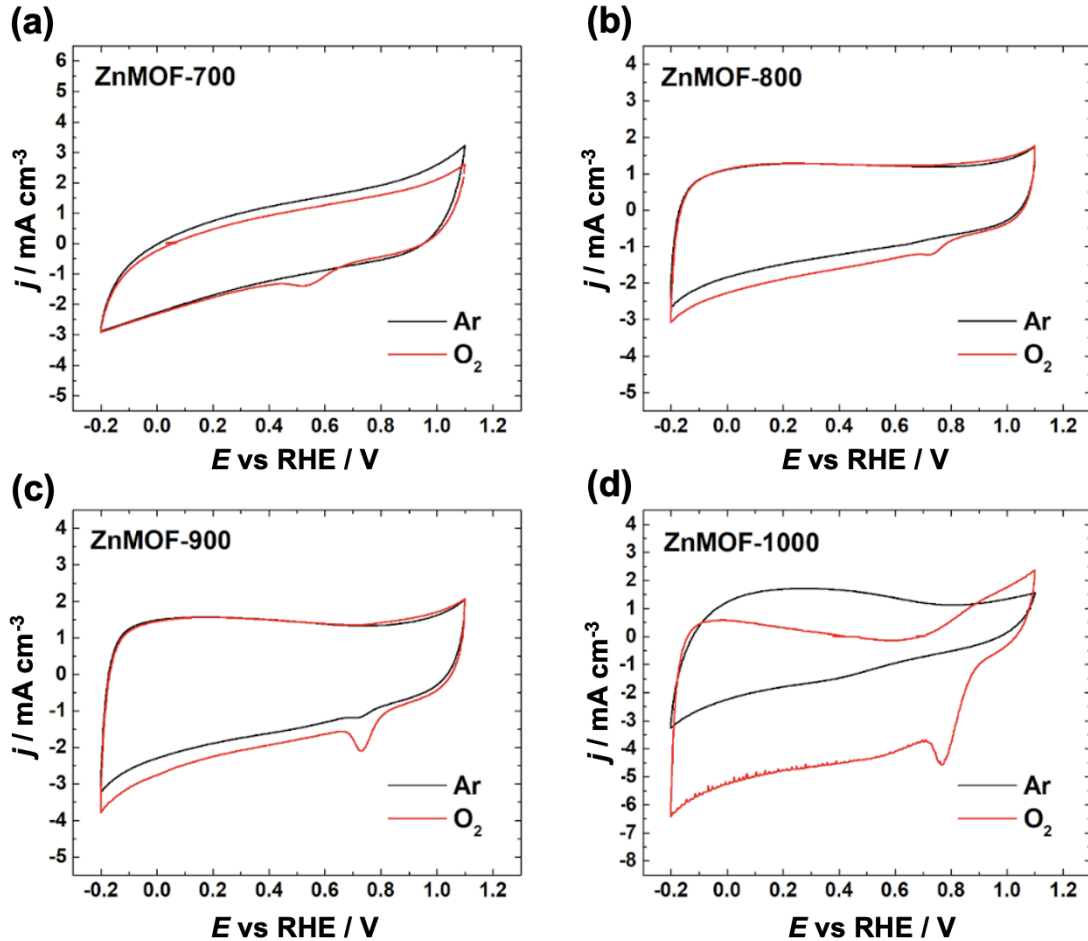 (a)
ZnMOF-700
6
5
4
3
2
1
0
-1
-2
-3
-4
-5
j / mA cm⁻³
Ar
O₂
-0.2 0.0 0.2 0.4 0.6 0.8 1.0 1.2
E vs RHE / V
(b)
ZnMOF-800
4
3
2
1
0
-1
-2
-3
-4
-5
j / mA cm⁻³
Ar
O₂
-0.2 0.0 0.2 0.4 0.6 0.8 1.0 1.2
E vs RHE / V
(c)
ZnMOF-900
4
3
2
1
0
-1
-2
-3
-4
-5
j / mA cm⁻³
Ar
O₂
-0.2 0.0 0.2 0.4 0.6 0.8 1.0 1.2
E vs RHE / V
(d)
ZnMOF-1000
4
3
2
1
0
-1
-2
-3
-4
-5
-6
-7
-8
j / mA cm⁻³
Ar
O₂
-0.2 0.0 0.2 0.4 0.6 0.8 1.0 1.2
E vs RHE / V